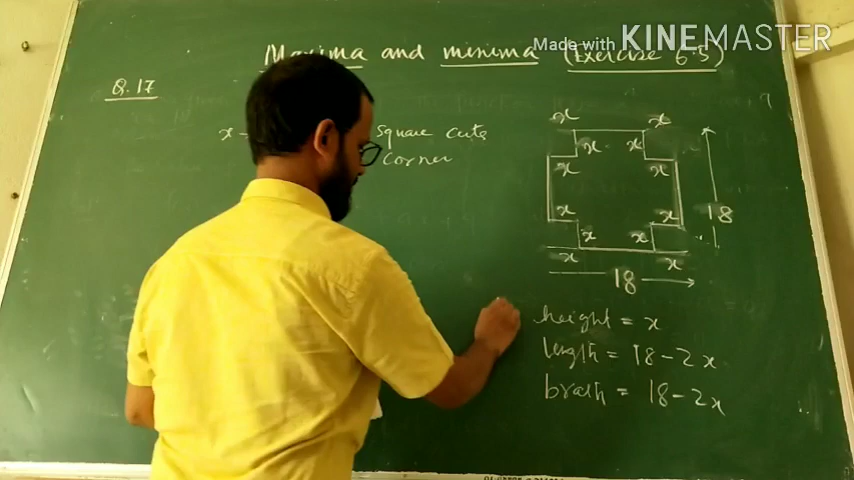 Made with KINEMASTER
Maxima and minima (Exercise 6.5)
Q.17
x - Square cuts
corner
x x
x x
x x
x x
x x
x x
18
18
height = x
length = 18 - 2x
brath = 18 - 2x